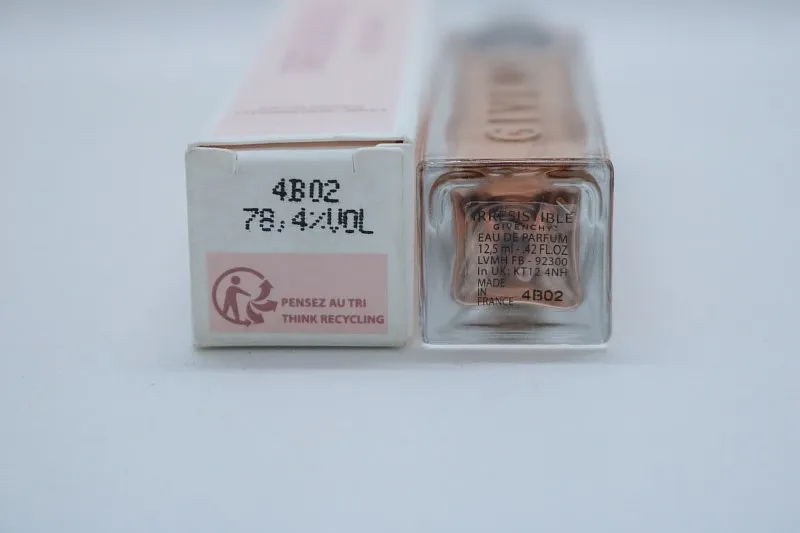 4B02
78,4%VOL
PENSEZ AU TRI
THINK RECYCLING
GIV
IRRESISTIBLE
GIVENCHY
EAU DE PARFUM
12,5 ml - .42 FL.OZ
LVMH FB - 92300
In UK: KT12 4NH
MADE
IN
FRANCE
4B02